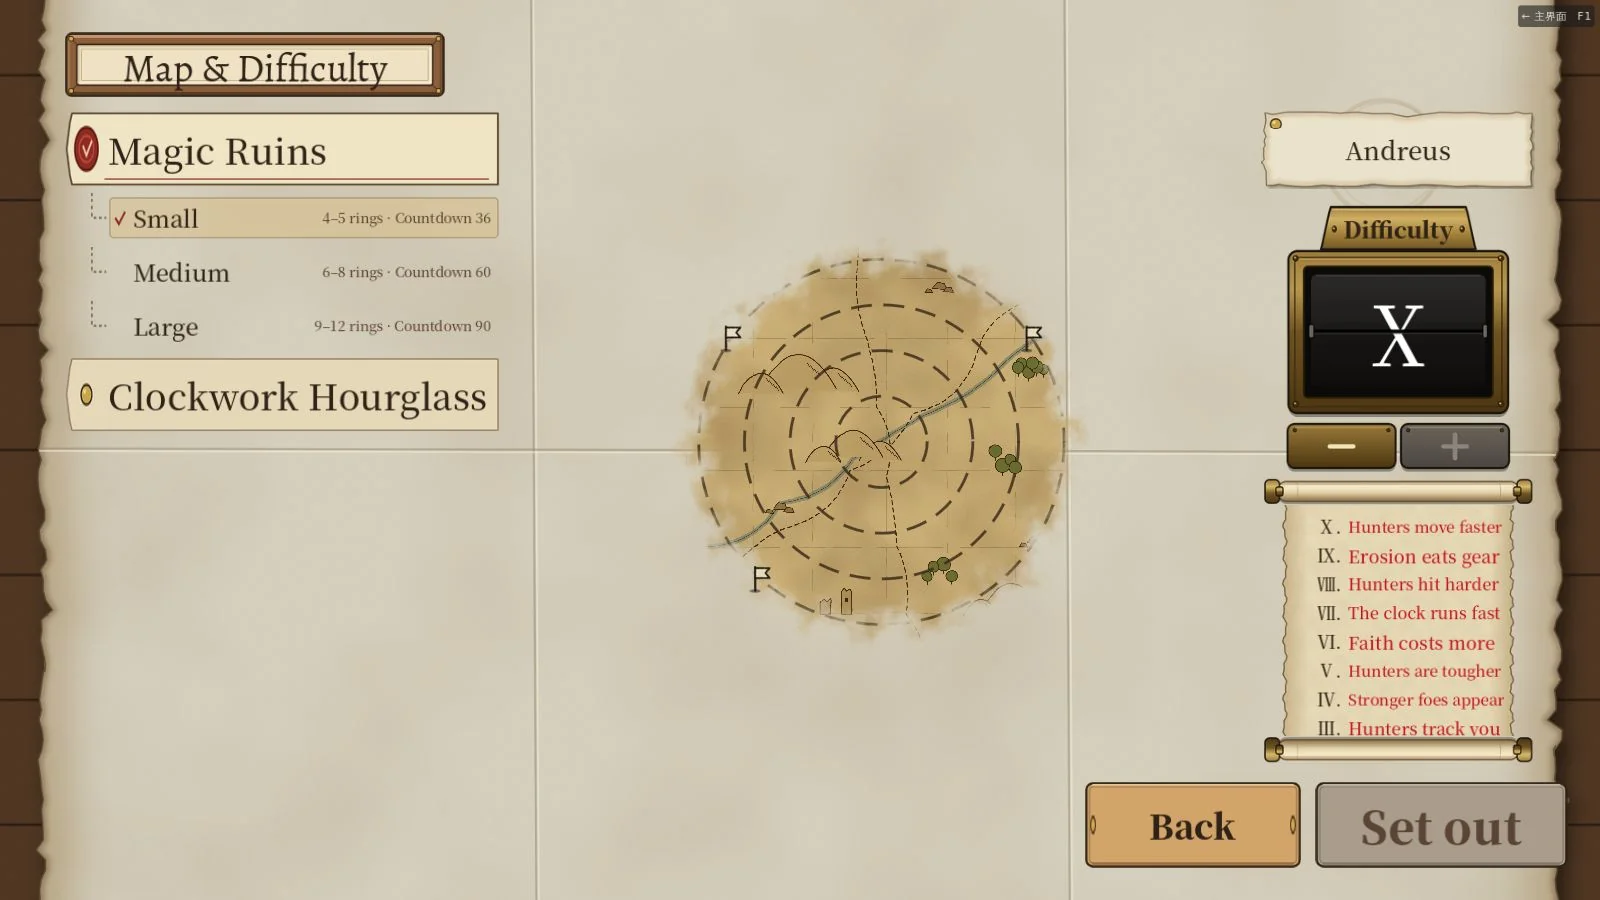 ← 主界面 F1
Map & Difficulty
Magic Ruins
Small 4–5 rings · Countdown 36
Medium 6–8 rings · Countdown 60
Large 9–12 rings · Countdown 90
Clockwork Hourglass
Andreus
Difficulty
X
X. Hunters move faster
IX. Erosion eats gear
VIII. Hunters hit harder
VII. The clock runs fast
VI. Faith costs more
V. Hunters are tougher
IV. Stronger foes appear
III. Hunters track you
Back
Set out